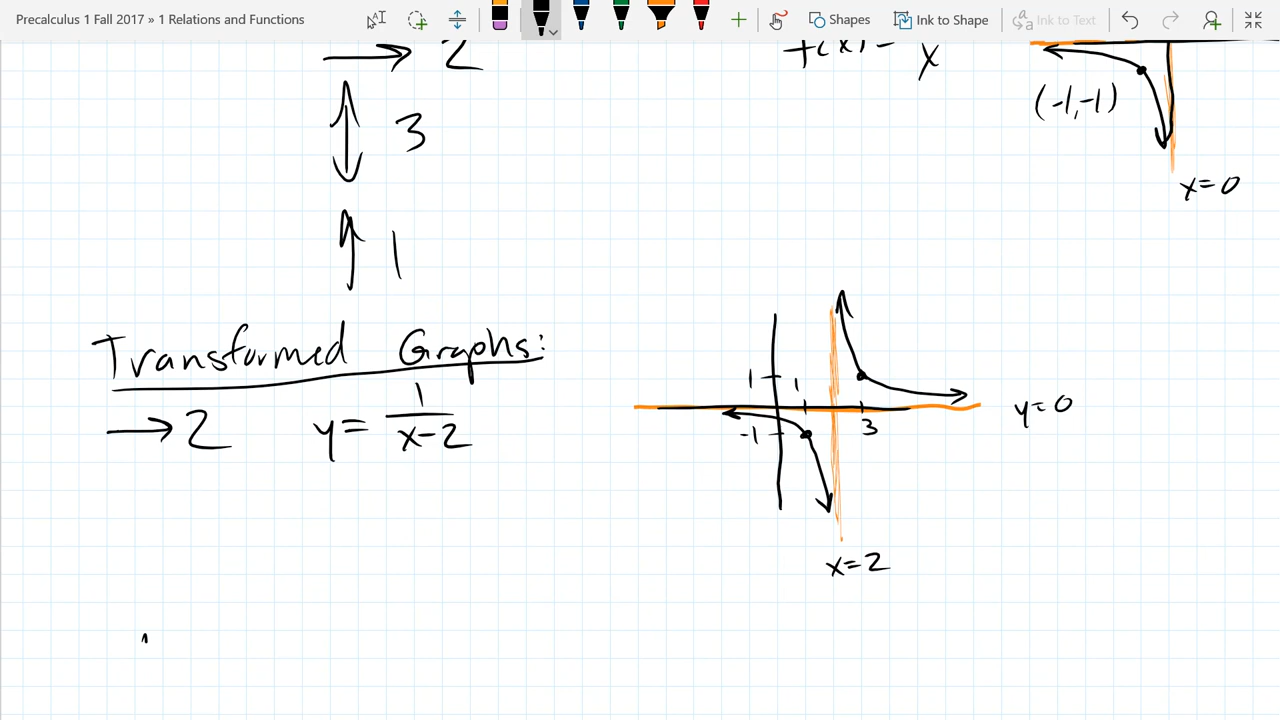 Precalculus 1 Fall 2017 » 1 Relations and Functions
Shapes
Ink to Shape
Ink to Text
→ 2
f(x) = 1/x
(-1,-1)
↕ 3
x=0
↑ 1
Transformed Graphs:
→ 2 y= 1/(x-2)
1 1
y=0
-1 3
x=2